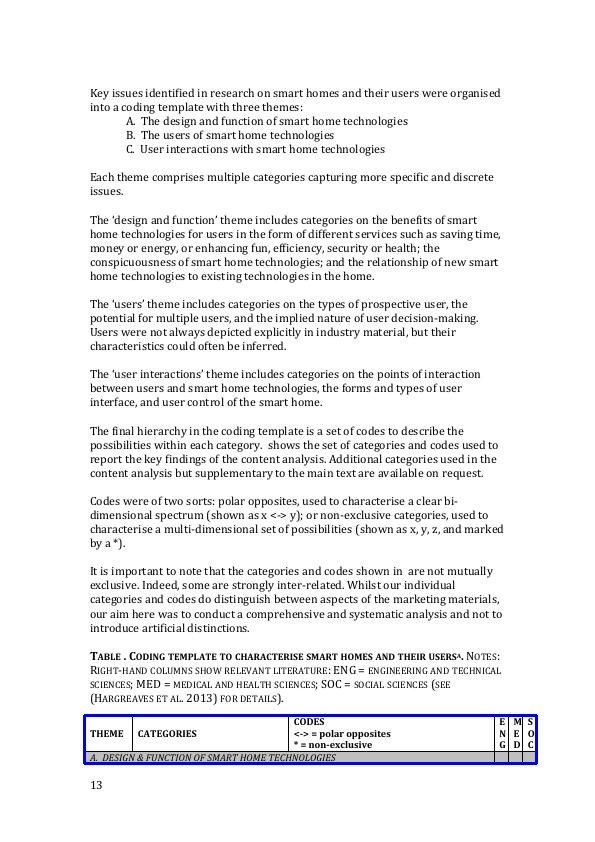 Key issues identified in research on smart homes and their users were organised
into a coding template with three themes:
A. The design and function of smart home technologies
B. The users of smart home technologies
C. User interactions with smart home technologies
Each theme comprises multiple categories capturing more specific and discrete
issues.
The ‘design and function’ theme includes categories on the benefits of smart
home technologies for users in the form of different services such as saving time,
money or energy, or enhancing fun, efficiency, security or health; the
conspicuousness of smart home technologies; and the relationship of new smart
home technologies to existing technologies in the home.
The ‘users’ theme includes categories on the types of prospective user, the
potential for multiple users, and the implied nature of user decision-making.
Users were not always depicted explicitly in industry material, but their
characteristics could often be inferred.
The ‘user interactions’ theme includes categories on the points of interaction
between users and smart home technologies, the forms and types of user
interface, and user control of the smart home.
The final hierarchy in the coding template is a set of codes to describe the
possibilities within each category.  shows the set of categories and codes used to
report the key findings of the content analysis. Additional categories used in the
content analysis but supplementary to the main text are available on request.
Codes were of two sorts: polar opposites, used to characterise a clear bi-
dimensional spectrum (shown as x <-> y); or non-exclusive categories, used to
characterise a multi-dimensional set of possibilities (shown as x, y, z, and marked
by a *).
It is important to note that the categories and codes shown in  are not mutually
exclusive. Indeed, some are strongly inter-related. Whilst our individual
categories and codes do distinguish between aspects of the marketing materials,
our aim here was to conduct a comprehensive and systematic analysis and not to
introduce artificial distinctions.
TABLE . CODING TEMPLATE TO CHARACTERISE SMART HOMES AND THEIR USERSᴬ. NOTES:
RIGHT-HAND COLUMNS SHOW RELEVANT LITERATURE: ENG = ENGINEERING AND TECHNICAL
SCIENCES; MED = MEDICAL AND HEALTH SCIENCES; SOC = SOCIAL SCIENCES (SEE
(HARGREAVES ET AL. 2013) FOR DETAILS).
THEME CATEGORIES CODES
<-> = polar opposites
* = non-exclusive
E M S
N E O
G D C
A. DESIGN & FUNCTION OF SMART HOME TECHNOLOGIES
13